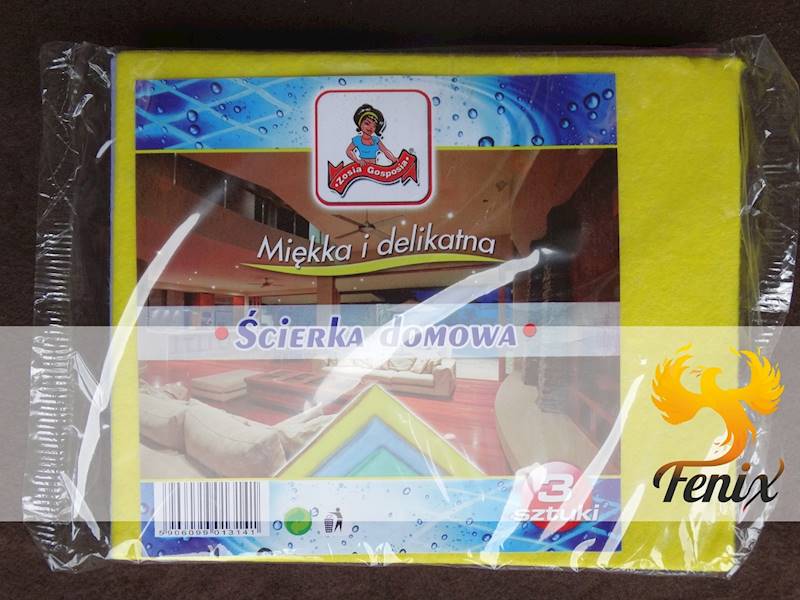 Zosia Gosposia
®
Miękka i delikatna
• Ścierka domowa •
3
sztuki
5906099013141
Fenix